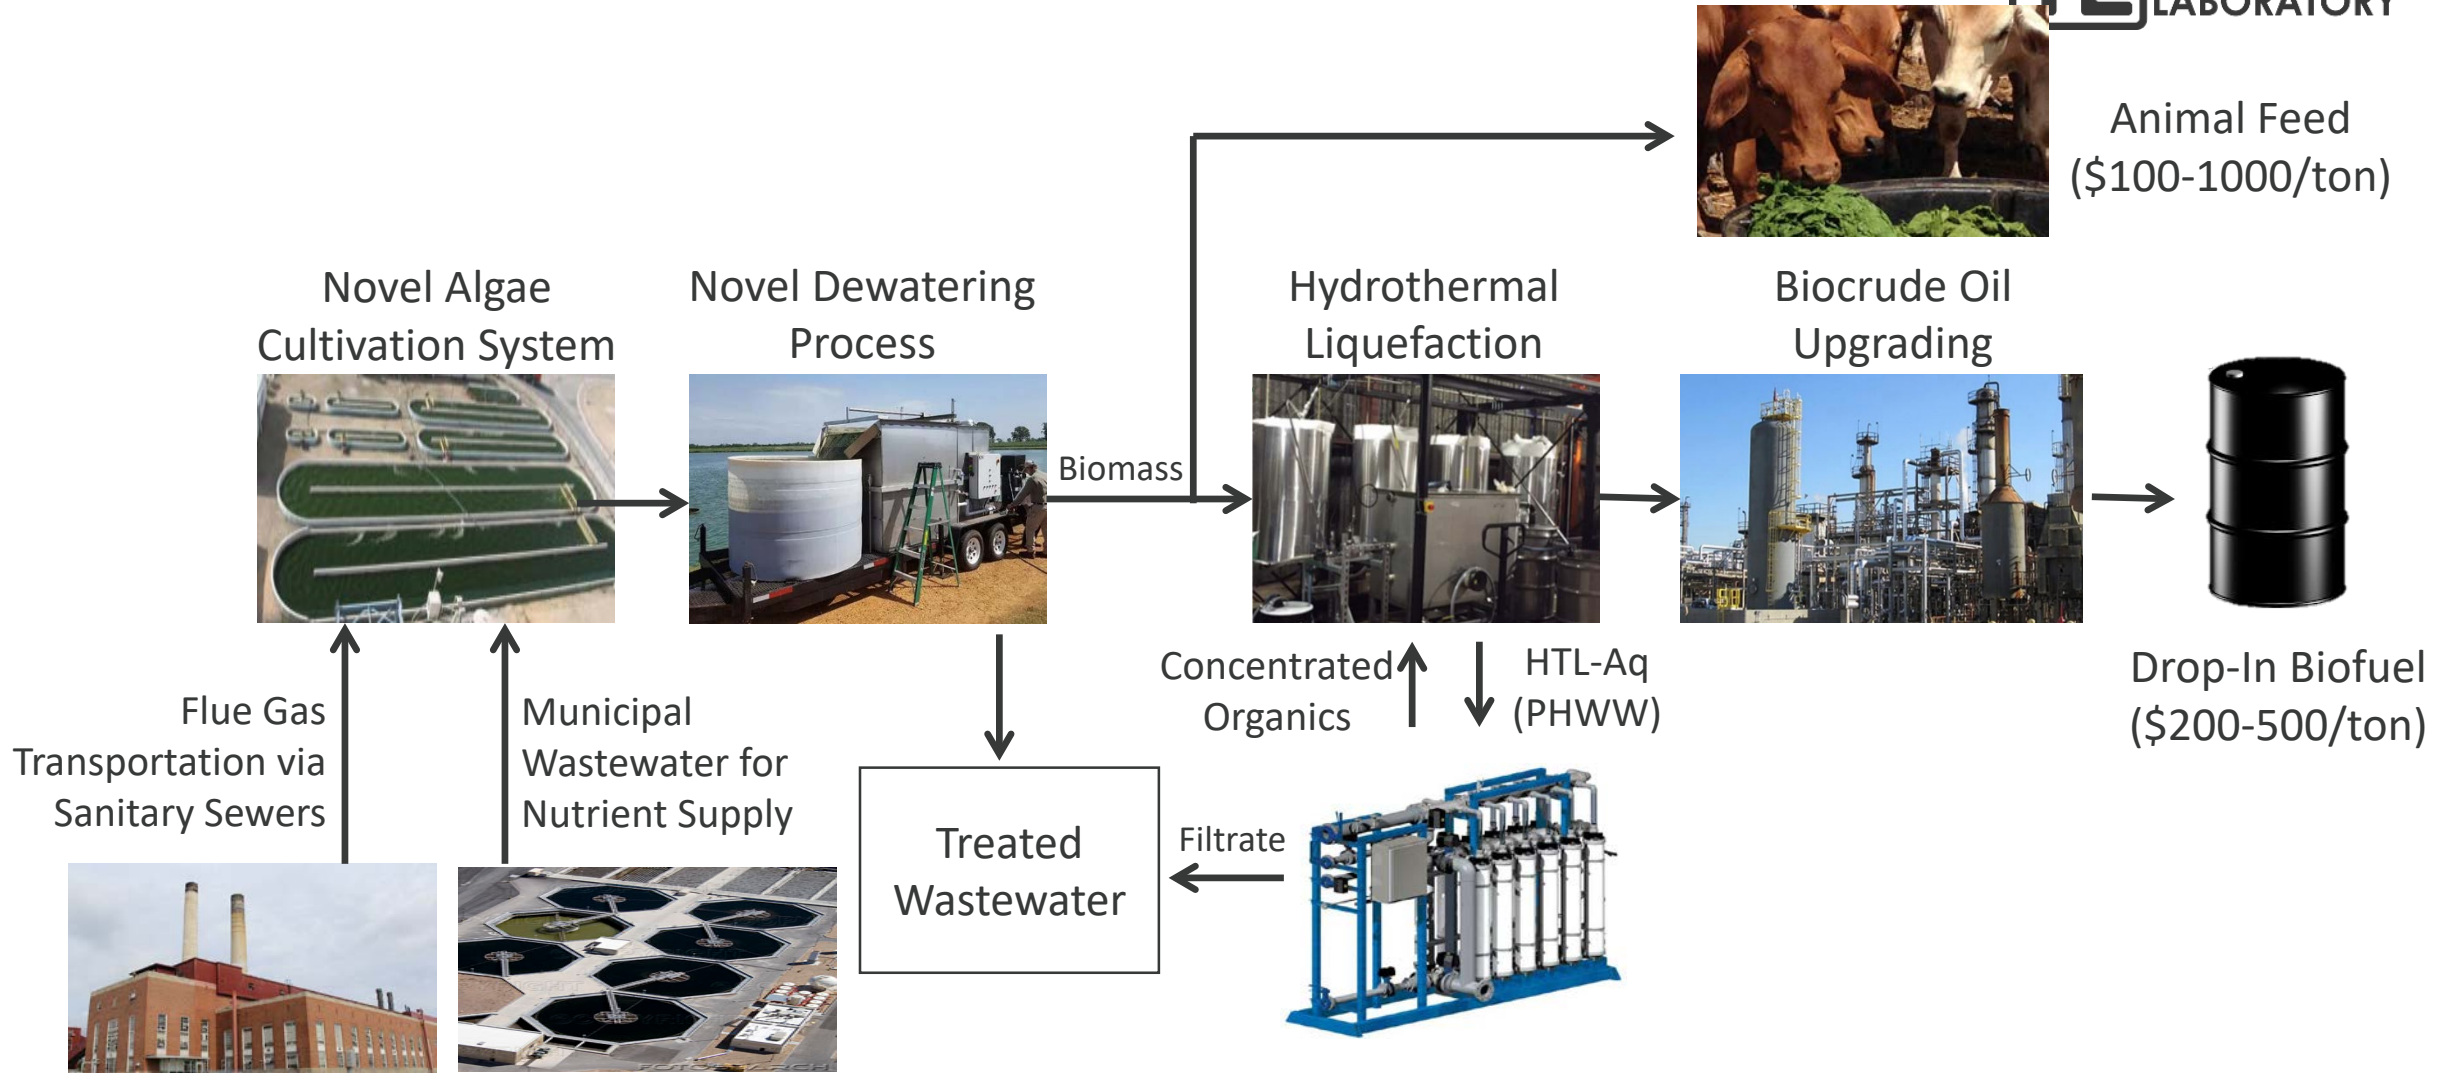 LABORATORY
Animal Feed
($100-1000/ton)
Novel Algae
Cultivation System
Novel Dewatering
Process
Hydrothermal
Liquefaction
Biocrude Oil
Upgrading
Biomass
Concentrated
Organics
HTL-Aq
(PHWW)
Drop-In Biofuel
($200-500/ton)
Flue Gas
Transportation via
Sanitary Sewers
Municipal
Wastewater for
Nutrient Supply
Treated
Wastewater
Filtrate